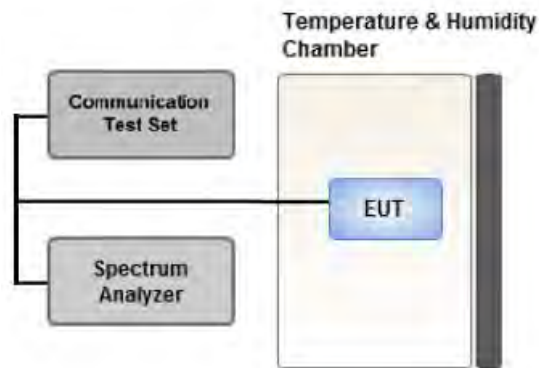 Temperature & Humidity
Chamber
Communication
Test Set
EUT
Spectrum
Analyzer